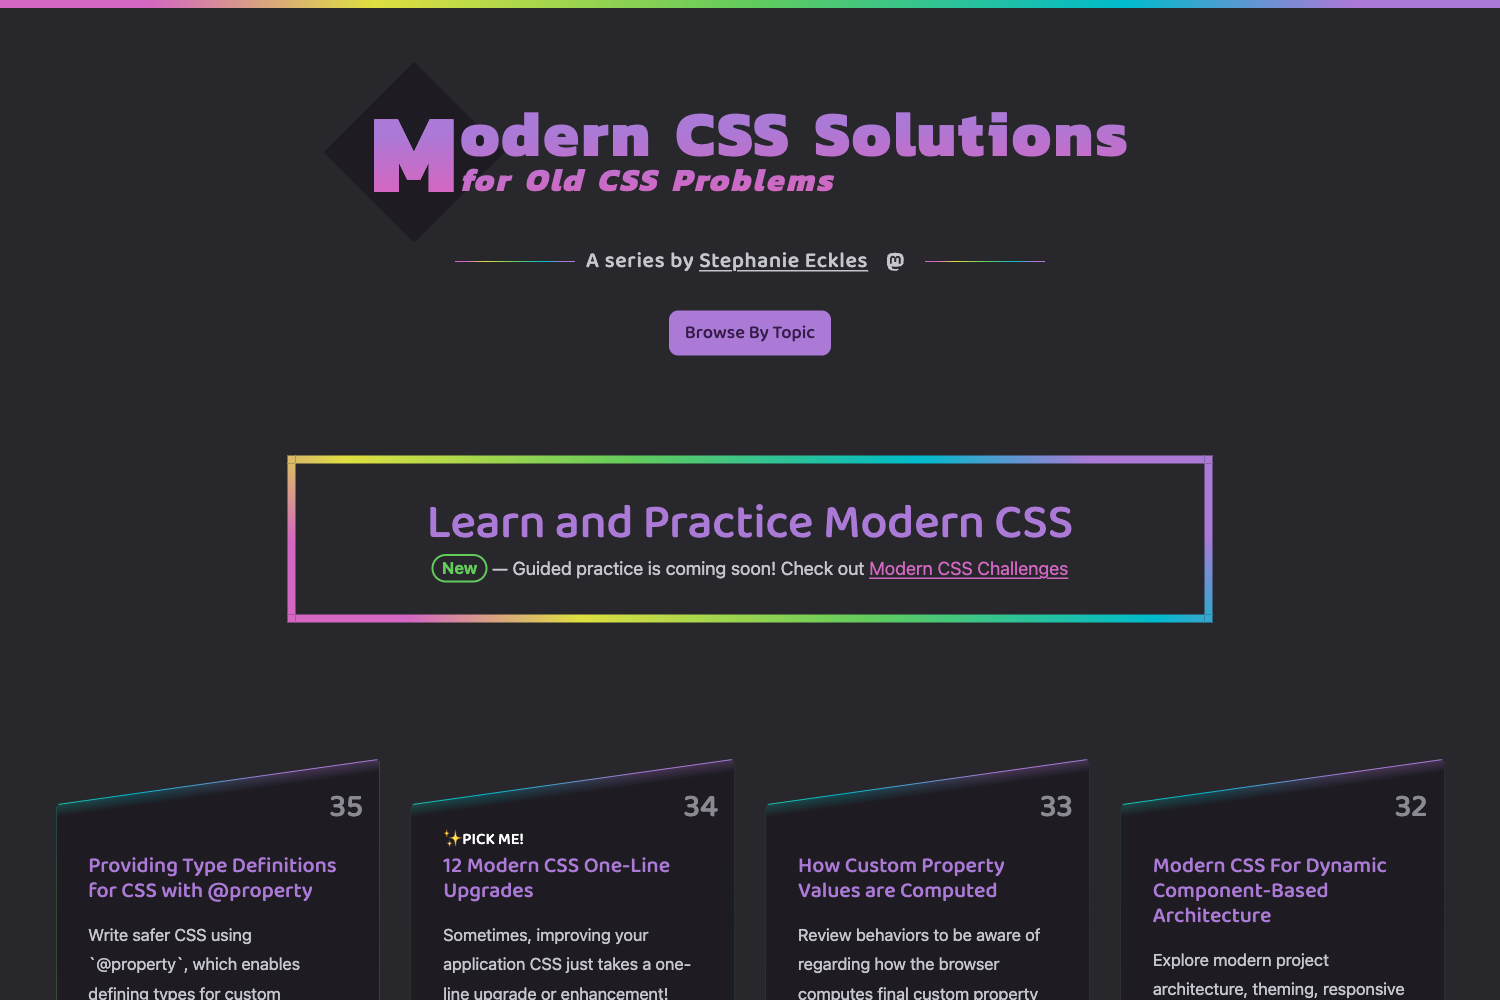 Modern CSS Solutions
for Old CSS Problems
A series by Stephanie Eckles
Browse By Topic
Learn and Practice Modern CSS
New — Guided practice is coming soon! Check out Modern CSS Challenges
35
Providing Type Definitions
for CSS with @property
Write safer CSS using
`@property`, which enables
defining types for custom
34
✨PICK ME!
12 Modern CSS One-Line
Upgrades
Sometimes, improving your
application CSS just takes a one-
line upgrade or enhancement!
33
How Custom Property
Values are Computed
Review behaviors to be aware of
regarding how the browser
computes final custom property
32
Modern CSS For Dynamic
Component-Based
Architecture
Explore modern project
architecture, theming, responsive